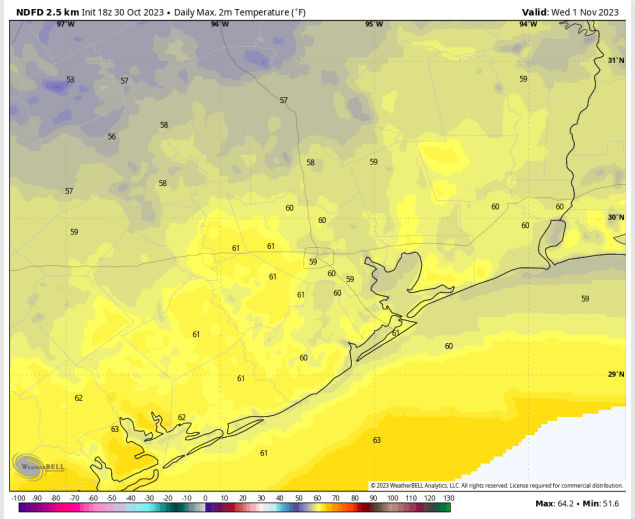 NDFD 2.5 km Init 18z 30 Oct 2023 • Daily Max. 2m Temperature (°F) Valid: Wed 1 Nov 2023
97°W 96°W 95°W 94°W
31°N
53 57 59
57
58
56
58 59
58
57
60 60 60
30°N
60 60
59
61 61
59
60 59
61
61 60
59
61 61
60
60
29°N
61
62
62
63
63
61
WEATHERBELL
© 2023 WeatherBELL Analytics, LLC. All rights reserved. License required for commercial distribution.
-100 -90 -80 -70 -60 -50 -40 -30 -20 -10 0 10 20 30 40 50 60 70 80 90 100 110 120 130
Max: 64.2 • Min: 51.6